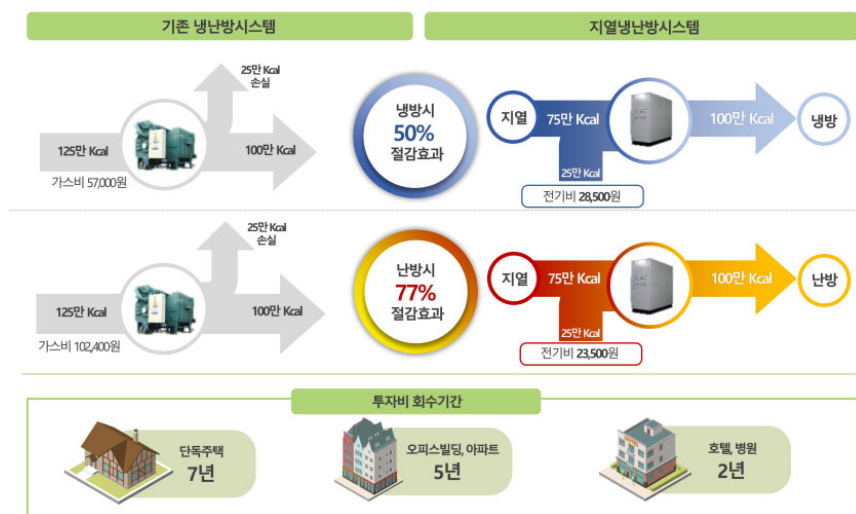 기존 냉난방시스템
지열냉난방시스템
25만 Kcal
손실
125만 Kcal
100만 Kcal
가스비 57,000원
냉방시
50%
절감효과
지열
75만 Kcal
100만 Kcal
냉방
25만 Kcal
전기비 28,500원
25만 Kcal
손실
125만 Kcal
100만 Kcal
가스비 102,400원
난방시
77%
절감효과
지열
75만 Kcal
100만 Kcal
난방
25만 Kcal
전기비 23,500원
투자비 회수기간
단독주택
7년
오피스빌딩, 아파트
5년
호텔, 병원
2년